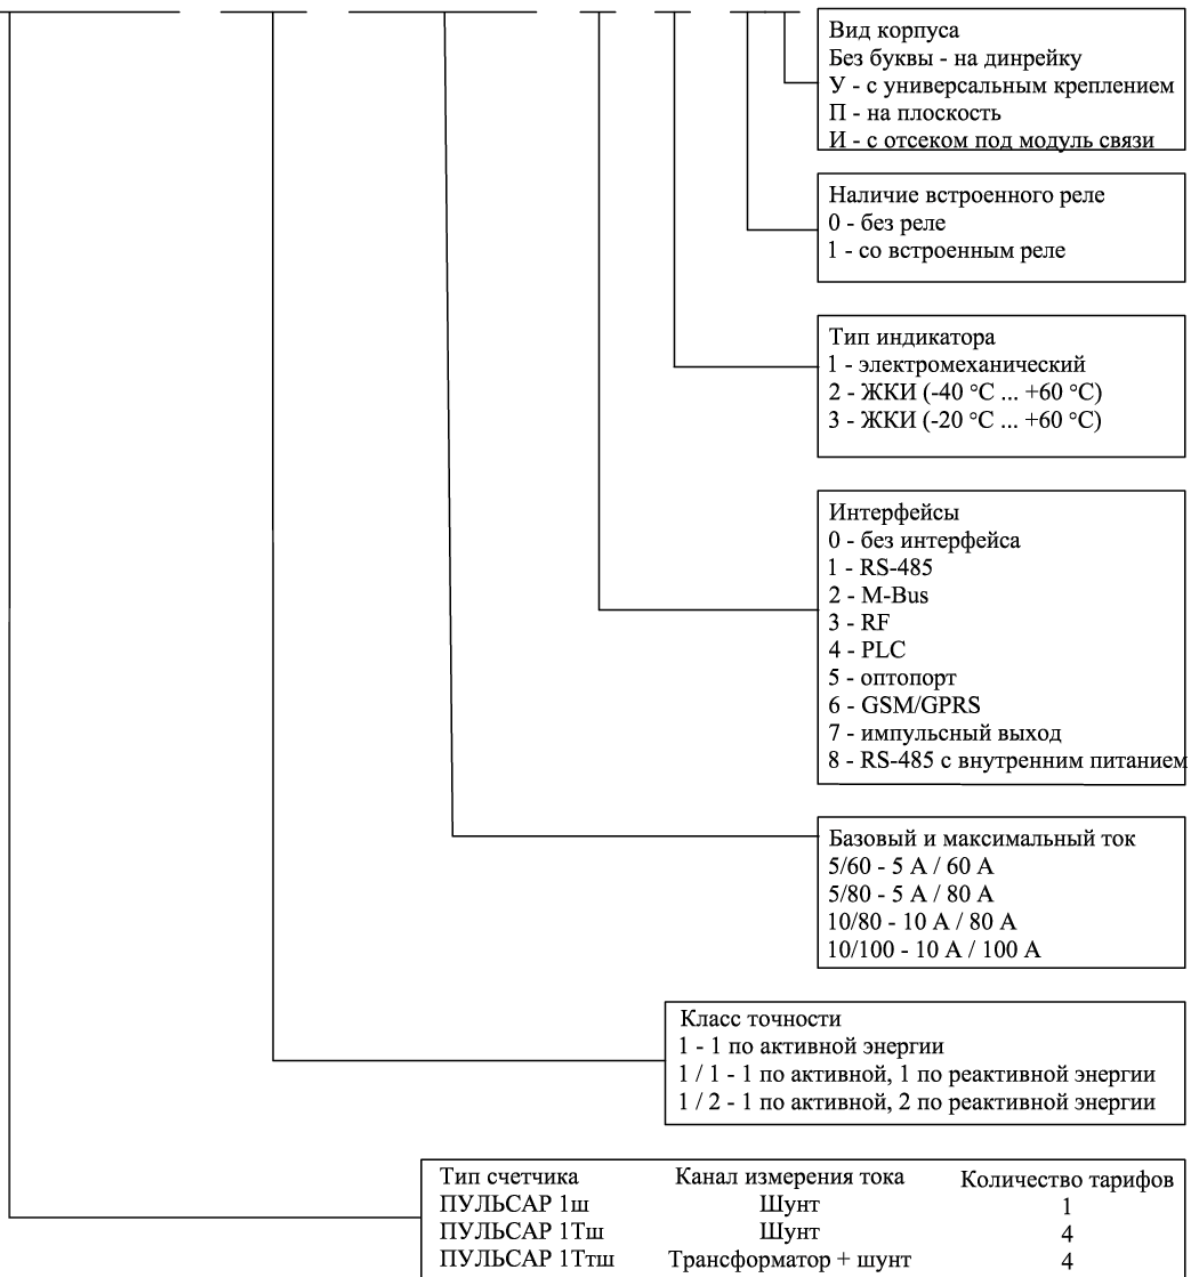 Вид корпуса
Без буквы - на динрейку
У - с универсальным креплением
П - на плоскость
И - с отсеком под модуль связи
Наличие встроенного реле
0 - без реле
1 - со встроенным реле
Тип индикатора
1 - электромеханический
2 - ЖКИ (-40 °C ... +60 °C)
3 - ЖКИ (-20 °C ... +60 °C)
Интерфейсы
0 - без интерфейса
1 - RS-485
2 - M-Bus
3 - RF
4 - PLC
5 - оптопорт
6 - GSM/GPRS
7 - импульсный выход
8 - RS-485 с внутренним питанием
Базовый и максимальный ток
5/60 - 5 А / 60 А
5/80 - 5 А / 80 А
10/80 - 10 А / 80 А
10/100 - 10 А / 100 А
Класс точности
1 - 1 по активной энергии
1 / 1 - 1 по активной, 1 по реактивной энергии
1 / 2 - 1 по активной, 2 по реактивной энергии
Тип счетчика Канал измерения тока Количество тарифов
ПУЛЬСАР 1ш Шунт 1
ПУЛЬСАР 1Тш Шунт 4
ПУЛЬСАР 1Ттш Трансформатор + шунт 4